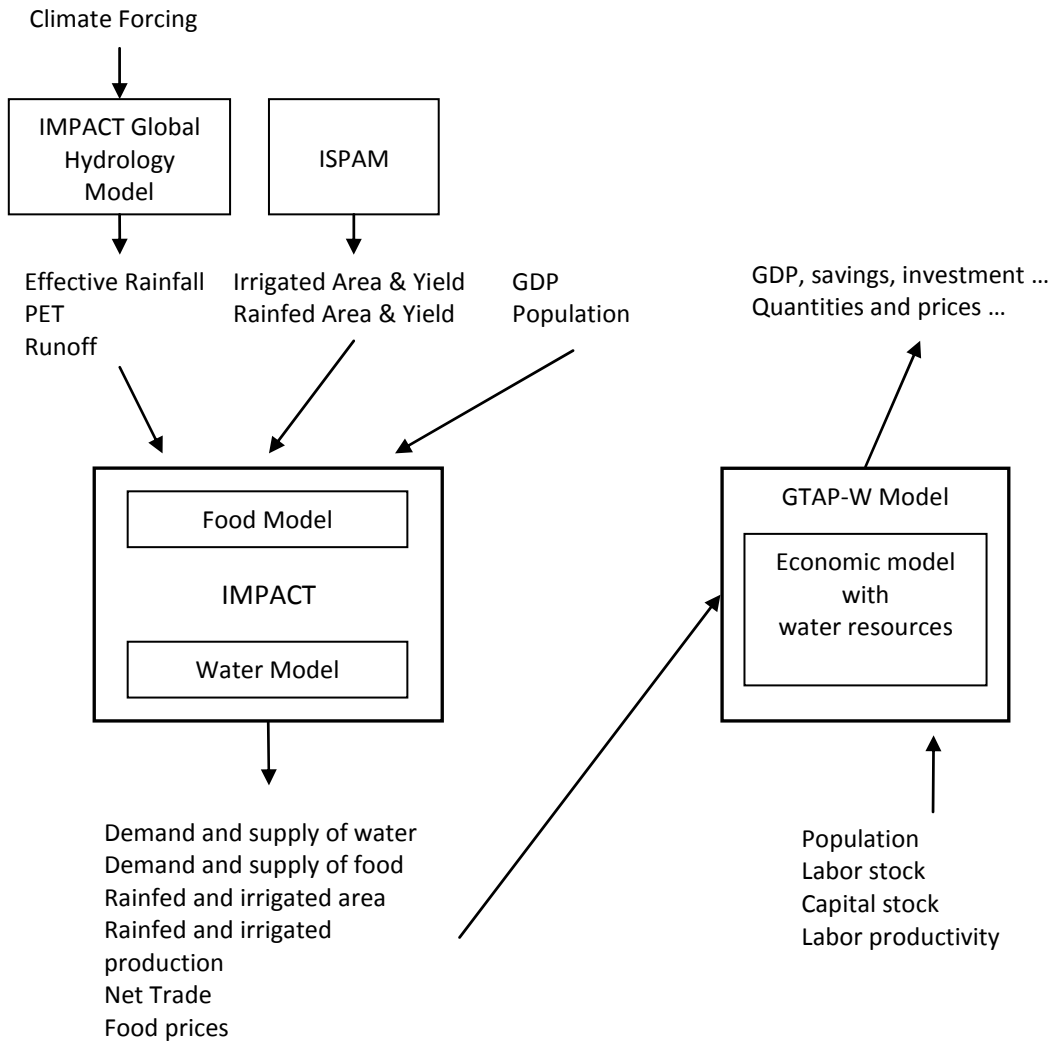 Climate Forcing
IMPACT Global
Hydrology
Model
ISPAM
Effective Rainfall
PET
Runoff
Irrigated Area & Yield
Rainfed Area & Yield
GDP
Population
GDP, savings, investment …
Quantities and prices …
Food Model
IMPACT
Water Model
GTAP-W Model
Economic model
with
water resources
Demand and supply of water
Demand and supply of food
Rainfed and irrigated area
Rainfed and irrigated
production
Net Trade
Food prices
Population
Labor stock
Capital stock
Labor productivity